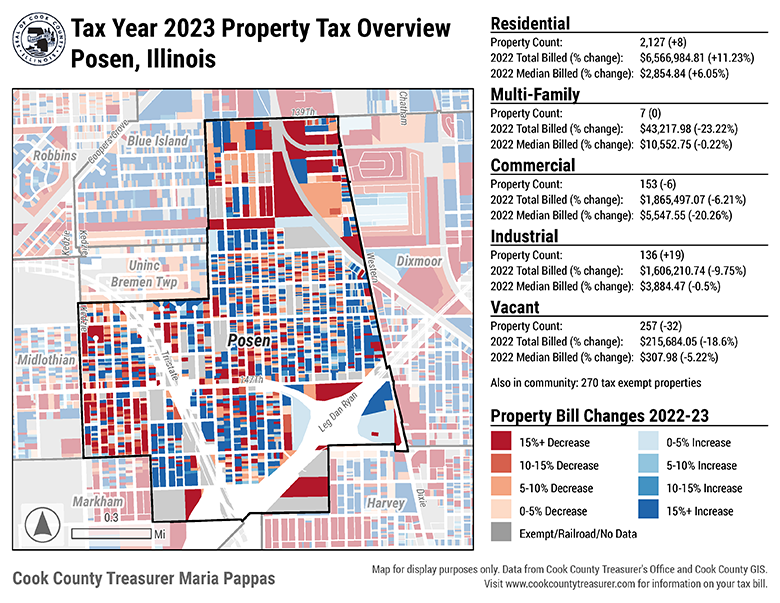 SEAL OF COOK COUNTY
ILLINOIS
Tax Year 2023 Property Tax Overview
Posen, Illinois
139Th
Chatham
Coopersgrove
Blue Island
Robbins
Kedzie
Kedzie
Uninc
Bremen Twp
Western
Dixmoor
Posen
Midlothian
Tristate
147Th
Leg Dan Ryan
Markham
Harvey
Dixie
0.3
Mi
Residential
Property Count: 2,127 (+8)
2022 Total Billed (% change): $6,566,984.81 (+11.23%)
2022 Median Billed (% change): $2,854.84 (+6.05%)
Multi-Family
Property Count: 7 (0)
2022 Total Billed (% change): $43,217.98 (-23.22%)
2022 Median Billed (% change): $10,552.75 (-0.22%)
Commercial
Property Count: 153 (-6)
2022 Total Billed (% change): $1,865,497.07 (-6.21%)
2022 Median Billed (% change): $5,547.55 (-20.26%)
Industrial
Property Count: 136 (+19)
2022 Total Billed (% change): $1,606,210.74 (-9.75%)
2022 Median Billed (% change): $3,884.47 (-0.5%)
Vacant
Property Count: 257 (-32)
2022 Total Billed (% change): $215,684.05 (-18.6%)
2022 Median Billed (% change): $307.98 (-5.22%)
Also in community: 270 tax exempt properties
Property Bill Changes 2022-23
15%+ Decrease
0-5% Increase
10-15% Decrease
5-10% Increase
5-10% Decrease
10-15% Increase
0-5% Decrease
15%+ Increase
Exempt/Railroad/No Data
Cook County Treasurer Maria Pappas
Map for display purposes only. Data from Cook County Treasurer's Office and Cook County GIS.
Visit www.cookcountytreasurer.com for information on your tax bill.